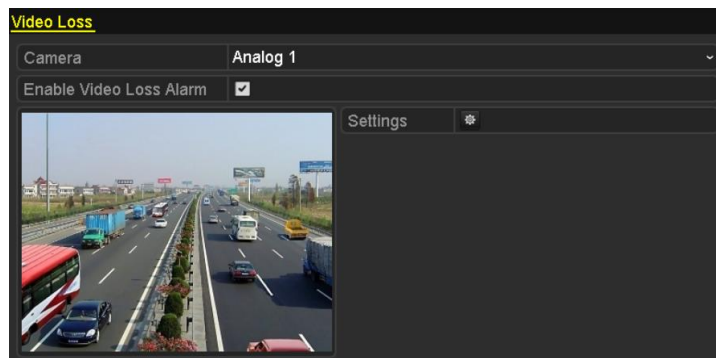 Video Loss
Camera Analog 1
Enable Video Loss Alarm
Settings